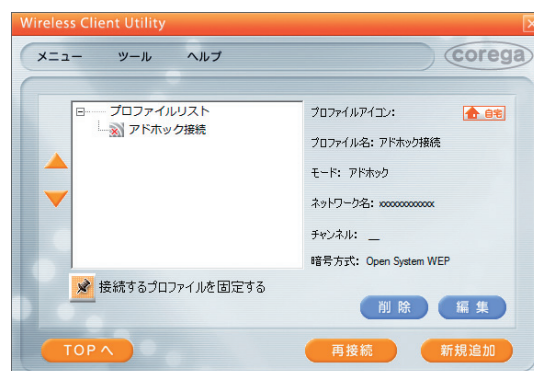 Wireless Client Utility
メニュー ツール ヘルプ
corega
プロファイルリスト
アドホック接続
プロファイルアイコン: 自宅
プロファイル名: アドホック接続
モード: アドホック
ネットワーク名: xxxxxxxxxxxx
チャンネル: __
暗号方式: Open System WEP
接続するプロファイルを固定する
削 除 編 集
TOP へ 再接続 新規追加